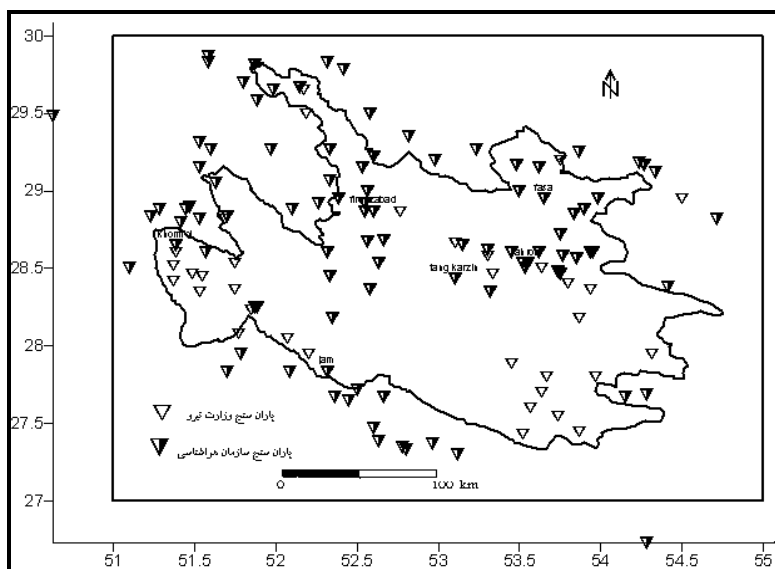 30
29.5
29
28.5
28
27.5
27
N
fasa
firuzabad
tang karzin
jam
باران سنج وزارت نیرو
باران سنج سازمان هواشناسی
0 100 km
51 51.5 52 52.5 53 53.5 54 54.5 55